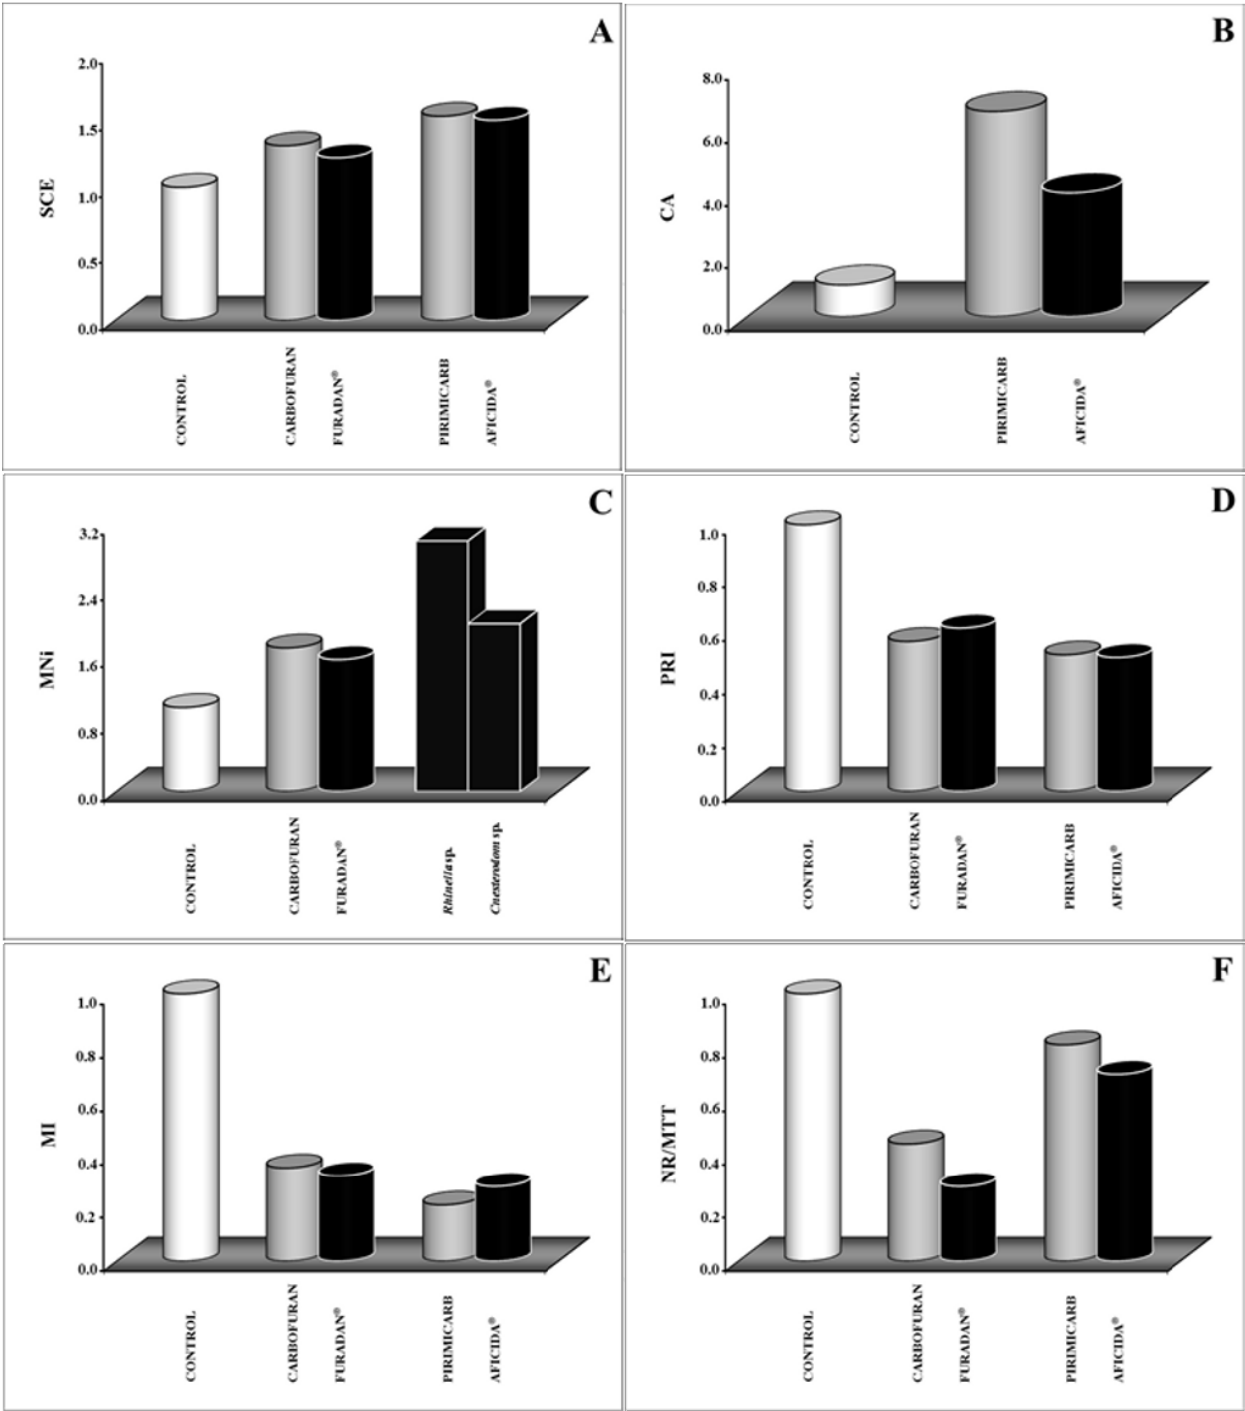 A
SCE
2.0
1.5
1.0
0.5
0.0
CONTROL
CARBOFURAN
FURADAN®
PIRIMICARB
AFICIDA®
B
CA
8.0
6.0
4.0
2.0
0.0
CONTROL
PIRIMICARB
AFICIDA®
C
MNi
3.2
2.4
1.6
0.8
0.0
CONTROL
CARBOFURAN
FURADAN®
Rhinella sp.
Cnesterodom sp.
D
PRI
1.0
0.8
0.6
0.4
0.2
0.0
CONTROL
CARBOFURAN
FURADAN®
PIRIMICARB
AFICIDA®
E
MI
1.0
0.8
0.6
0.4
0.2
0.0
CONTROL
CARBOFURAN
FURADAN®
PIRIMICARB
AFICIDA®
F
NR/MTT
1.0
0.8
0.6
0.4
0.2
0.0
CONTROL
CARBOFURAN
FURADAN®
PIRIMICARB
AFICIDA®